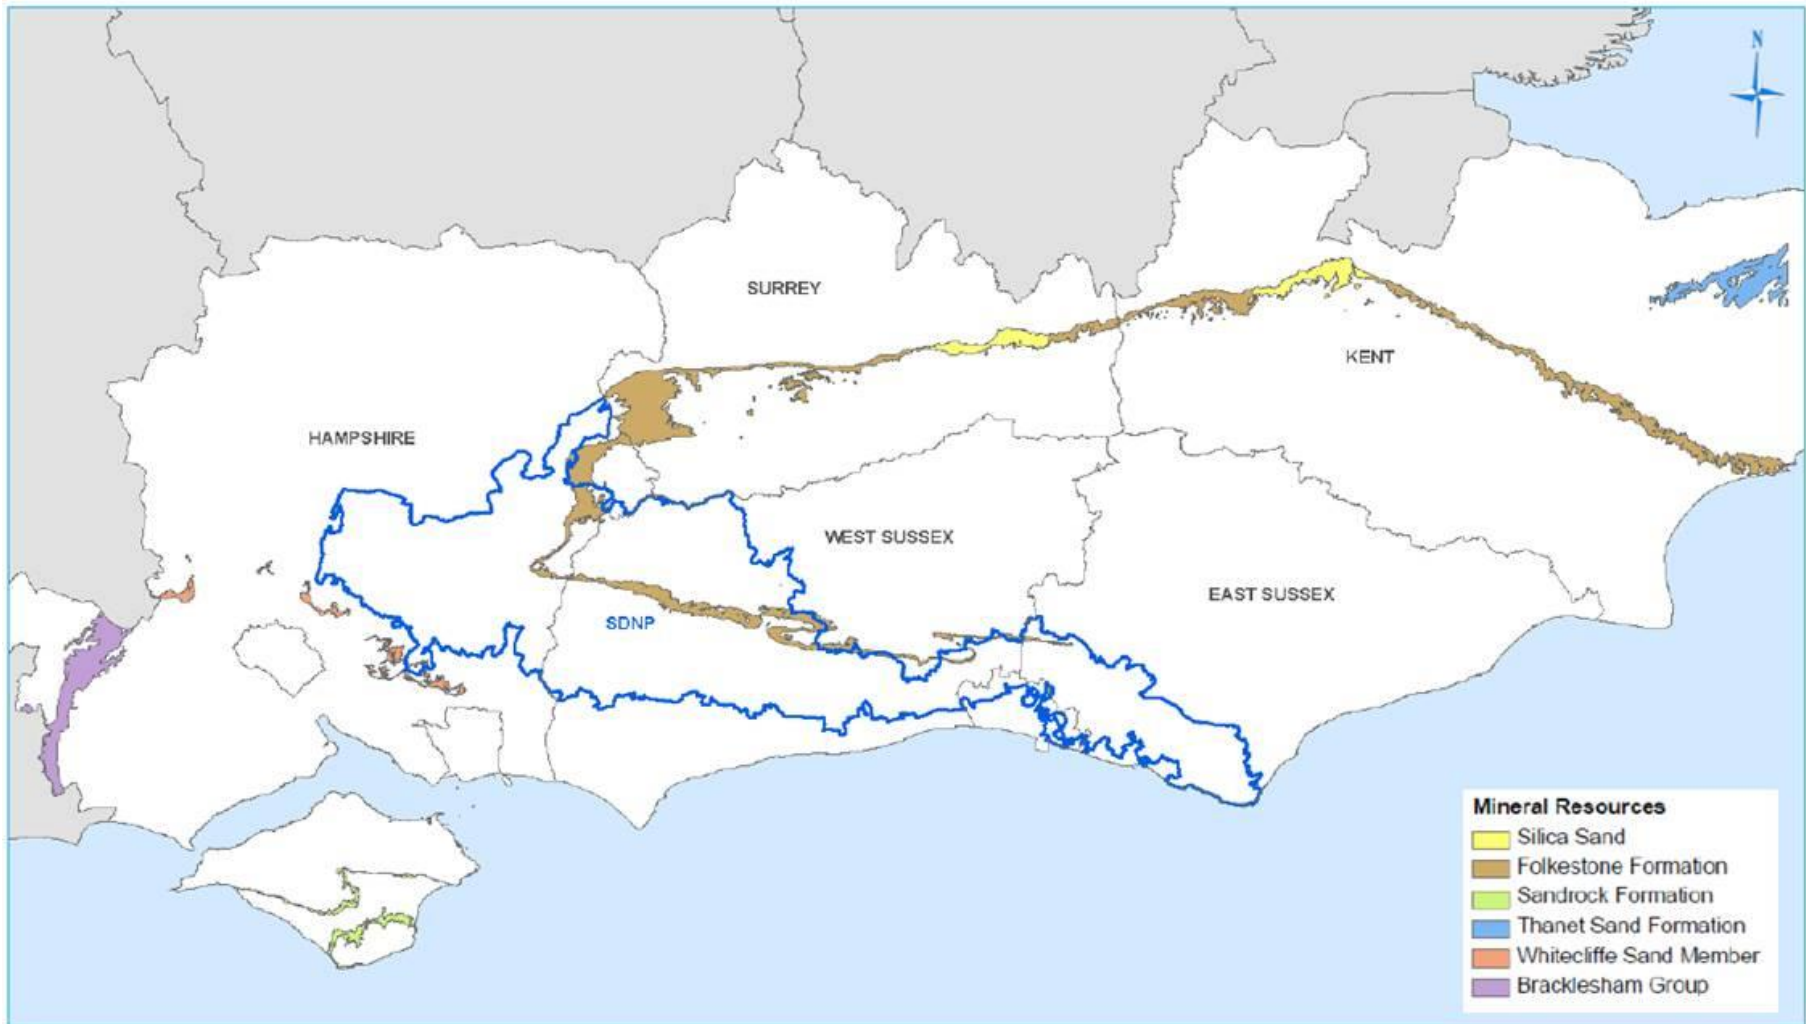 N
SURREY
KENT
HAMPSHIRE
WEST SUSSEX
EAST SUSSEX
SDNP
Mineral Resources
Silica Sand
Folkestone Formation
Sandrock Formation
Thanet Sand Formation
Whitecliffe Sand Member
Bracklesham Group